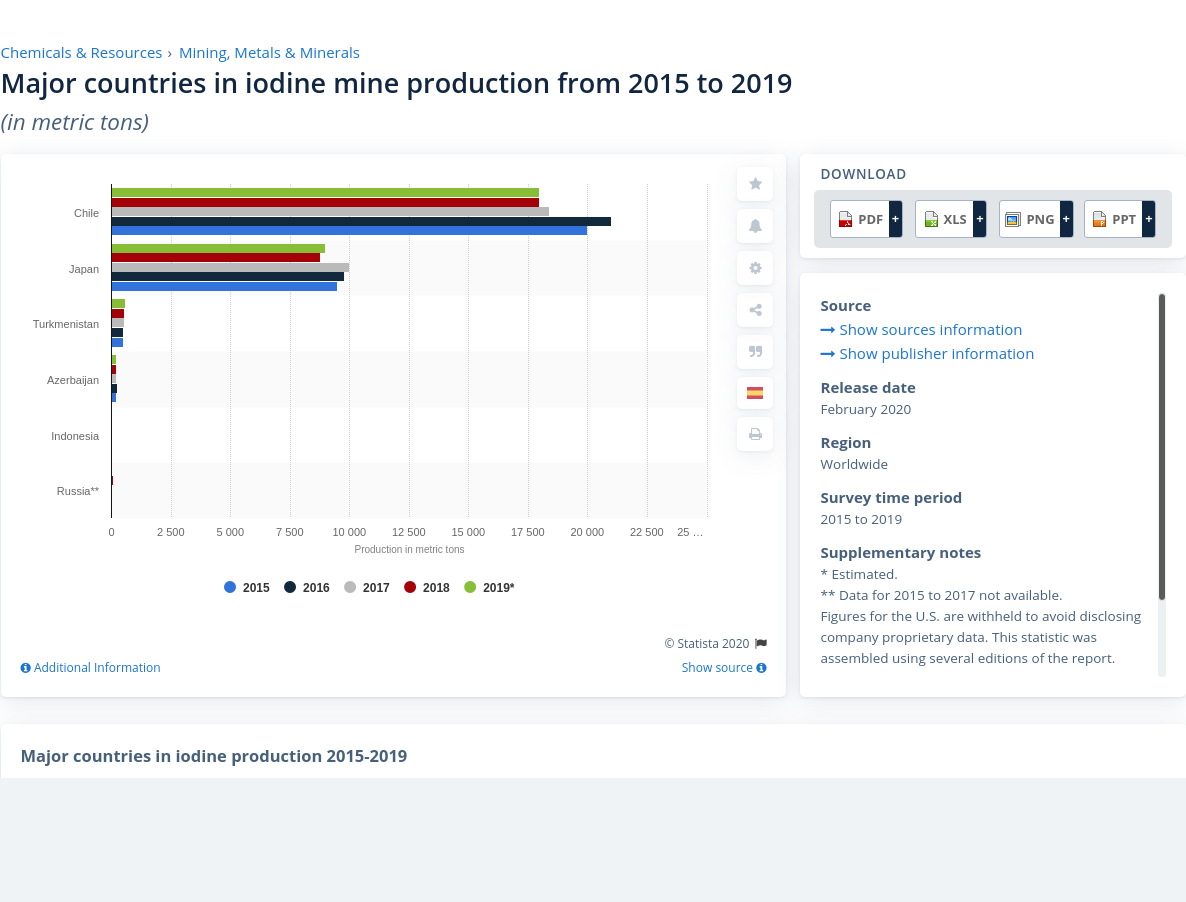 Chemicals & Resources › Mining, Metals & Minerals
Major countries in iodine mine production from 2015 to 2019
(in metric tons)
Chile
Japan
Turkmenistan
Azerbaijan
Indonesia
Russia**
0 2 500 5 000 7 500 10 000 12 500 15 000 17 500 20 000 22 500 25 …
Production in metric tons
2015 2016 2017 2018 2019*
© Statista 2020
Additional Information
Show source
DOWNLOAD
PDF + XLS + PNG + PPT +
Source
Show sources information
Show publisher information
Release date
February 2020
Region
Worldwide
Survey time period
2015 to 2019
Supplementary notes
* Estimated.
** Data for 2015 to 2017 not available.
Figures for the U.S. are withheld to avoid disclosing
company proprietary data. This statistic was
assembled using several editions of the report.
Major countries in iodine production 2015-2019